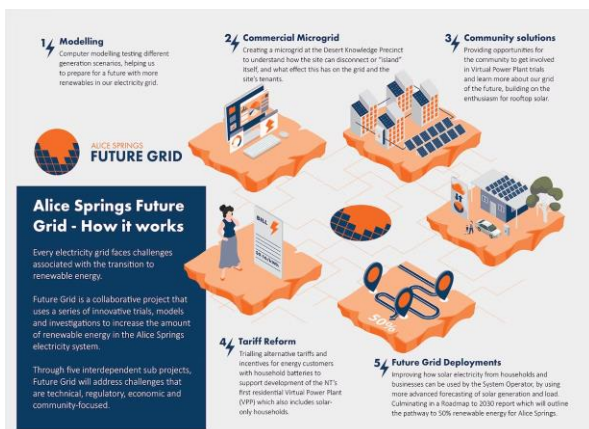 1 Modelling
Computer modelling testing different
generation scenarios, helping us
to prepare for a future with more
renewables in our electricity grid.
2 Commercial Microgrid
Creating a microgrid at the Desert Knowledge Precinct
to understand how the site can disconnect or "island"
itself, and what effect this has on the grid and the
site's tenants.
3 Community solutions
Providing opportunities for
the community to get involved
in Virtual Power Plant trials
and learn more about our grid
of the future, building on the
enthusiasm for rooftop solar.
ALICE SPRINGS
FUTURE GRID
Alice Springs Future
Grid - How it works
Every electricity grid faces challenges
associated with the transition to
renewable energy.
Future Grid is a collaborative project that
uses a series of innovative trials, models
and investigations to increase the amount
of renewable energy in the Alice Springs
electricity system.
Through five interdependent sub projects,
Future Grid will address challenges that
are technical, regulatory, economic and
community-focused.
BILL
50%
4 Tariff Reform
Trialling alternative tariffs and
incentives for energy customers
with household batteries to
support development of the NT's
first residential Virtual Power Plant
(VPP) which also includes solar-
only households.
5 Future Grid Deployments
Improving how solar electricity from households and
businesses can be used by the System Operator, by using
more advanced forecasting of solar generation and load.
Culminating in a Roadmap to 2030 report which will outline
the pathway to 50% renewable energy for Alice Springs.